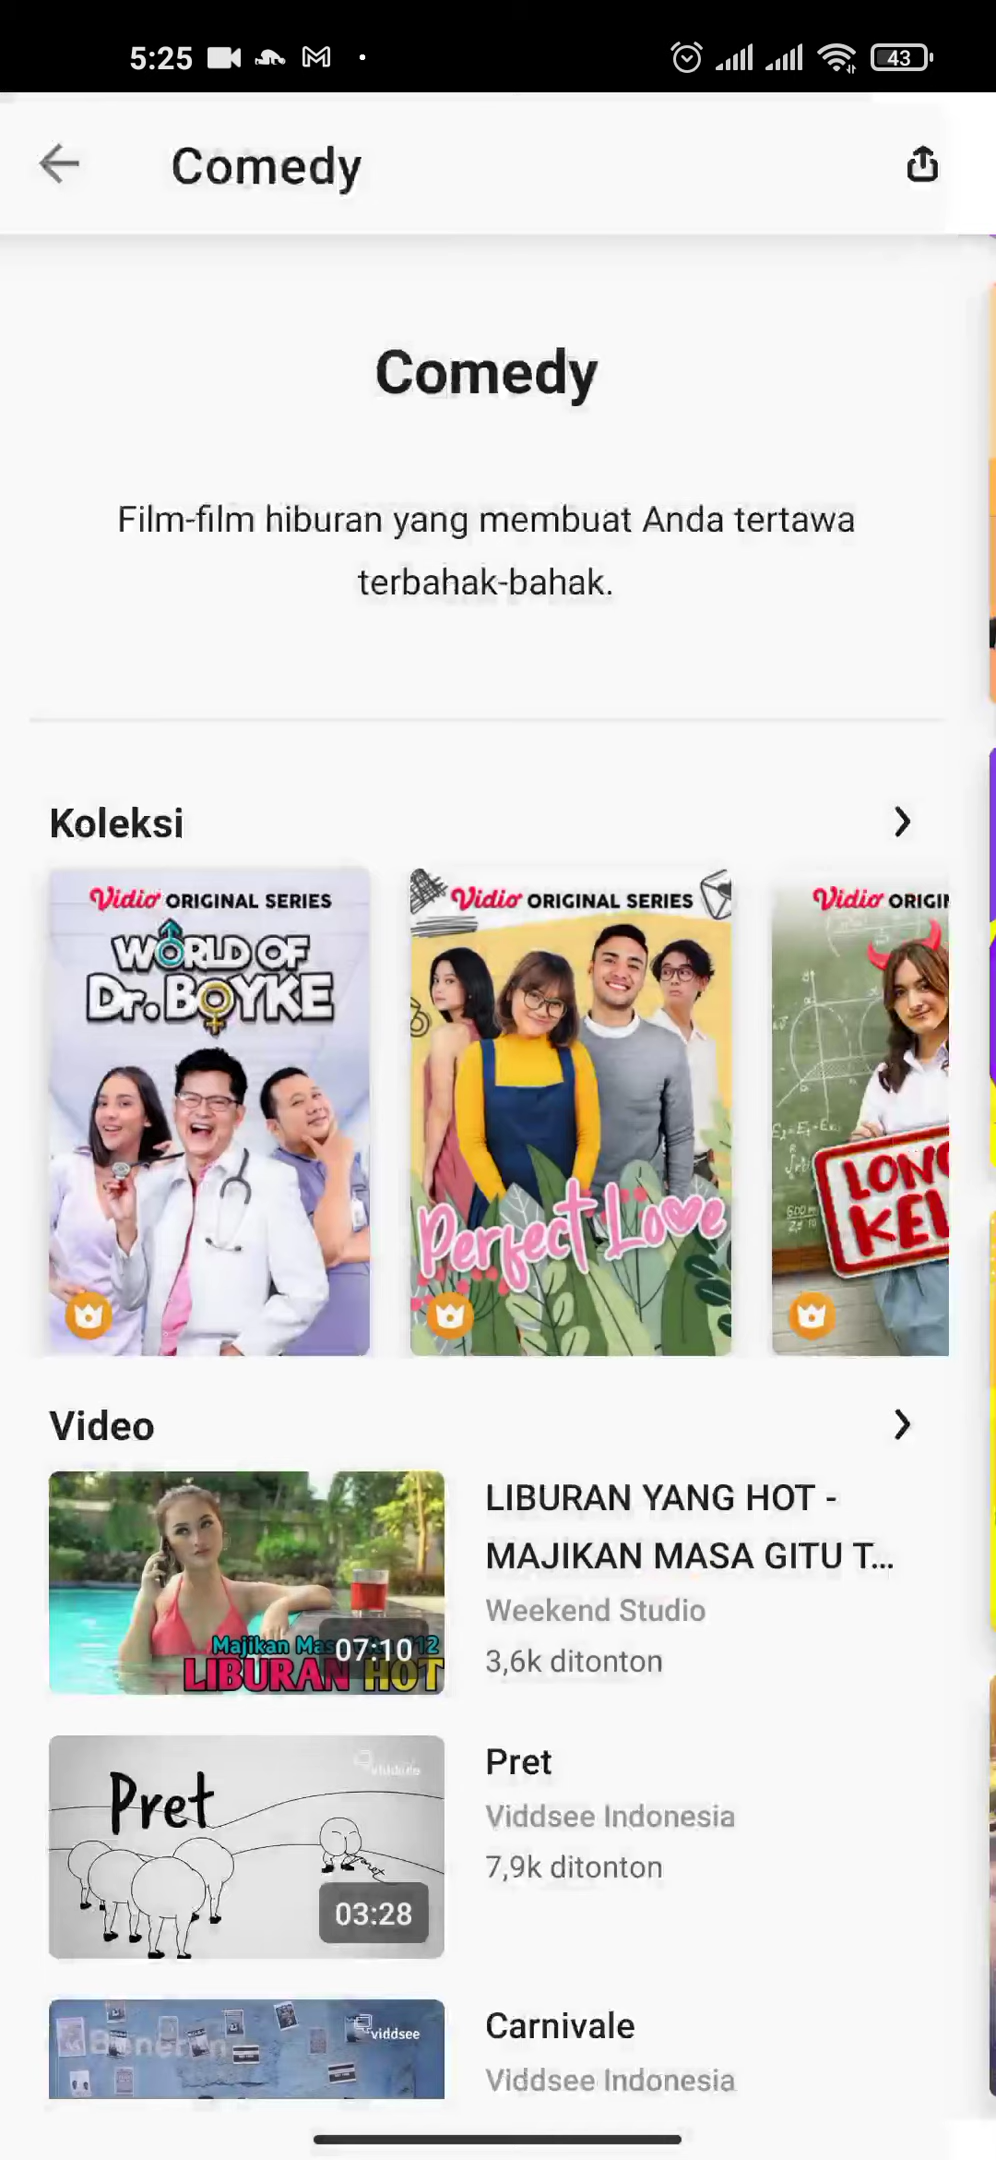 5:25
43
Comedy
Comedy
Film-film hiburan yang membuat Anda tertawa
terbahak-bahak.
Koleksi
Vidio ORIGINAL SERIES
WORLD OF
Dr. BOYKE
Vidio ORIGINAL SERIES
Perfect Love
Vidio
Video
LIBURAN YANG HOT -
MAJIKAN MASA GITU T...
Weekend Studio
3,6k ditonton
Majikan
07:10
LIBURAN HOT
Pret
Viddsee Indonesia
7,9k ditonton
Pret
viddsee
03:28
Carnivale
Viddsee Indonesia
viddsee